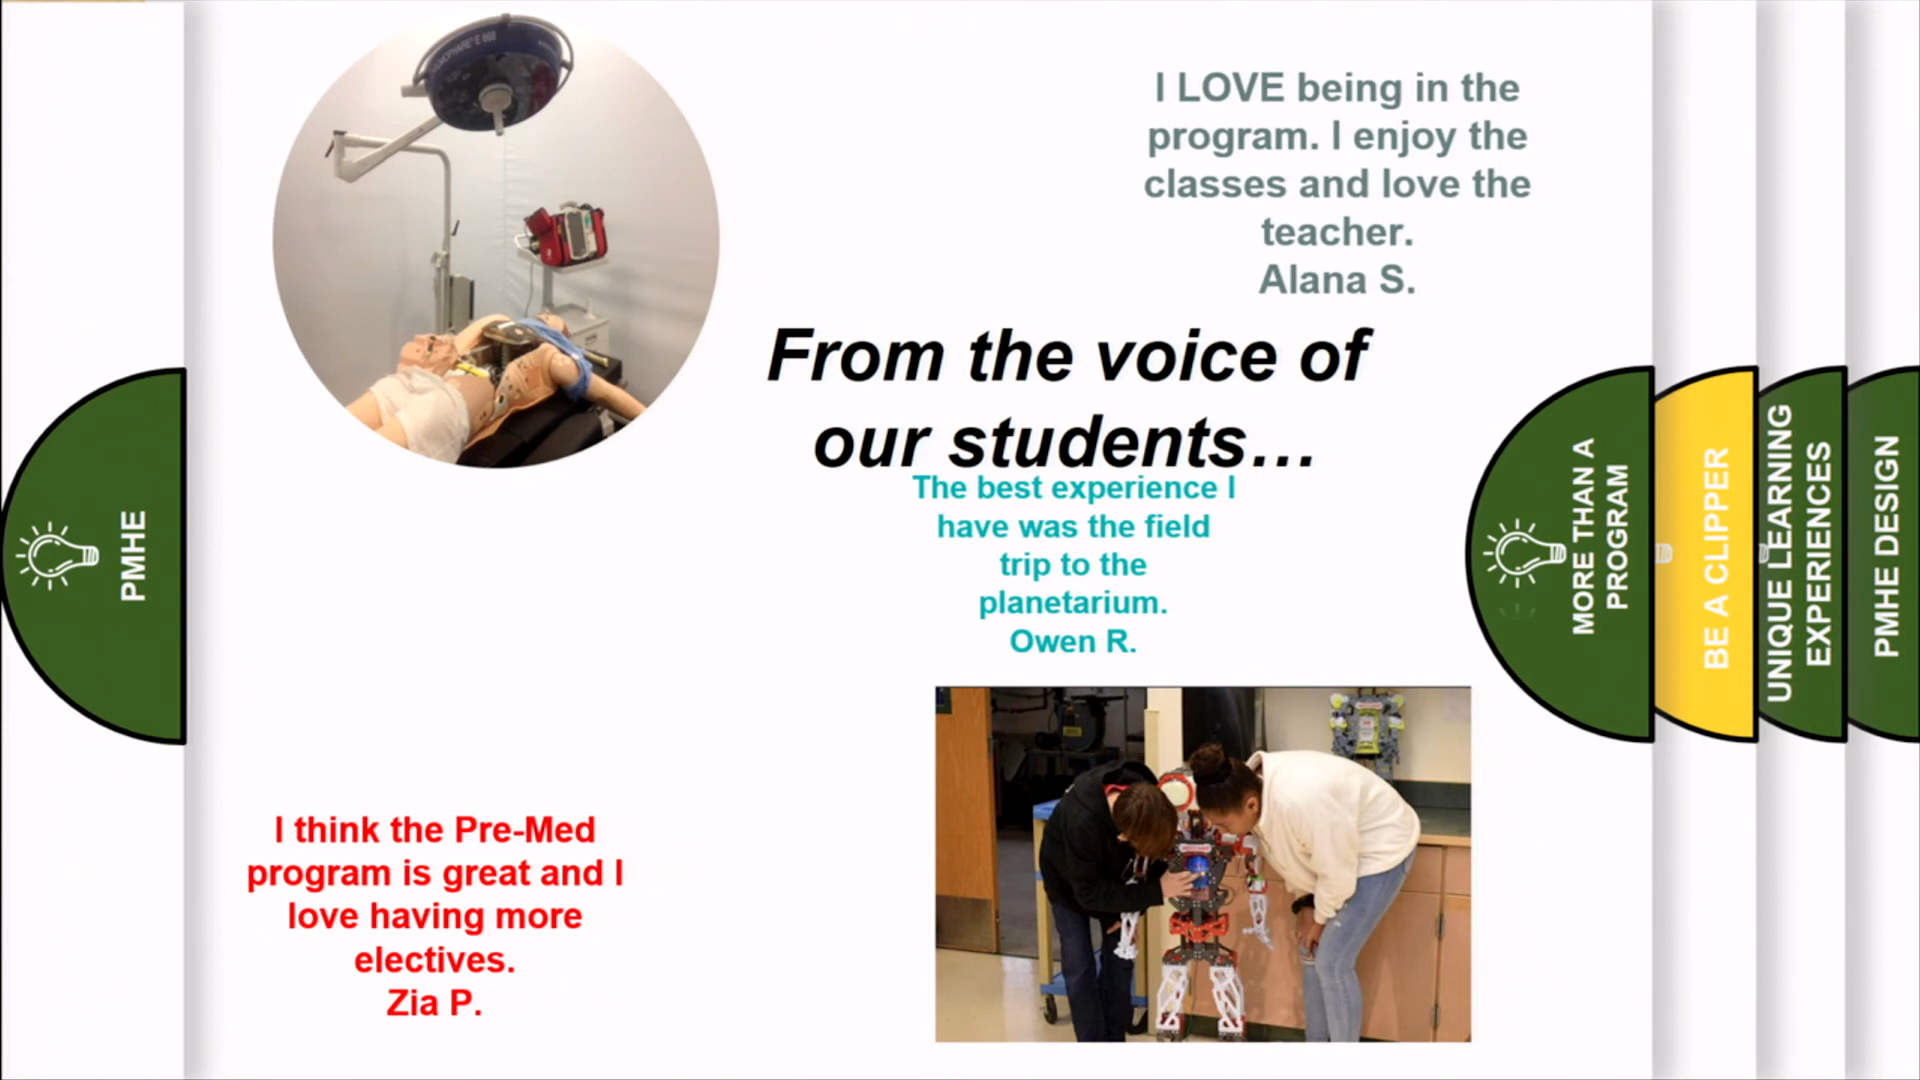 I LOVE being in the
program. I enjoy the
classes and love the
teacher.
Alana S.
From the voice of
our students…
The best experience I
have was the field
trip to the
planetarium.
Owen R.
I think the Pre-Med
program is great and I
love having more
electives.
Zia P.
PMHE
MORE THAN A
PROGRAM
BE A CLIPPER
UNIQUE LEARNING
EXPERIENCES
PMHE DESIGN